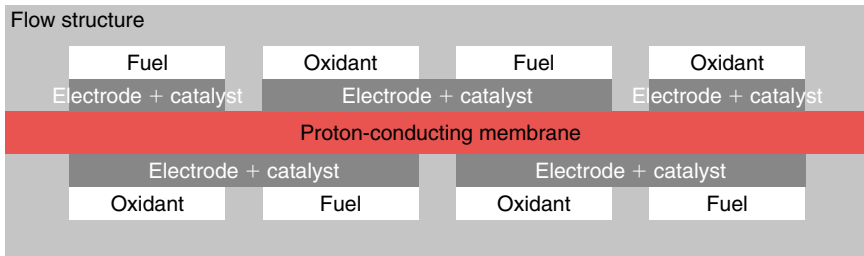 Flow structure
Fuel Oxidant Fuel Oxidant
Electrode + catalyst Electrode + catalyst Electrode + catalyst
Proton-conducting membrane
Electrode + catalyst Electrode + catalyst
Oxidant Fuel Oxidant Fuel